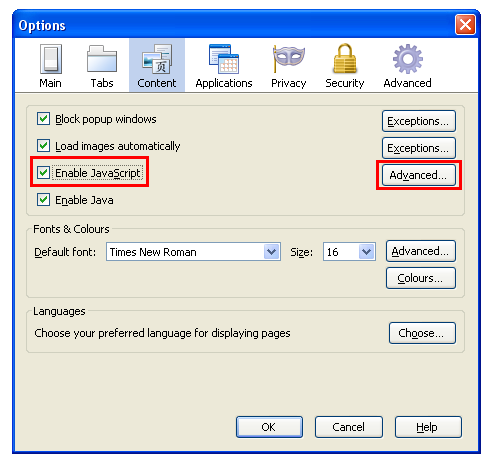 Options
Main Tabs Content Applications Privacy Security Advanced
Block popup windows Exceptions...
Load images automatically Exceptions...
Enable JavaScript Advanced...
Enable Java
Fonts & Colours
Default font: Times New Roman Size: 16 Advanced...
Colours...
Languages
Choose your preferred language for displaying pages Choose...
OK Cancel Help